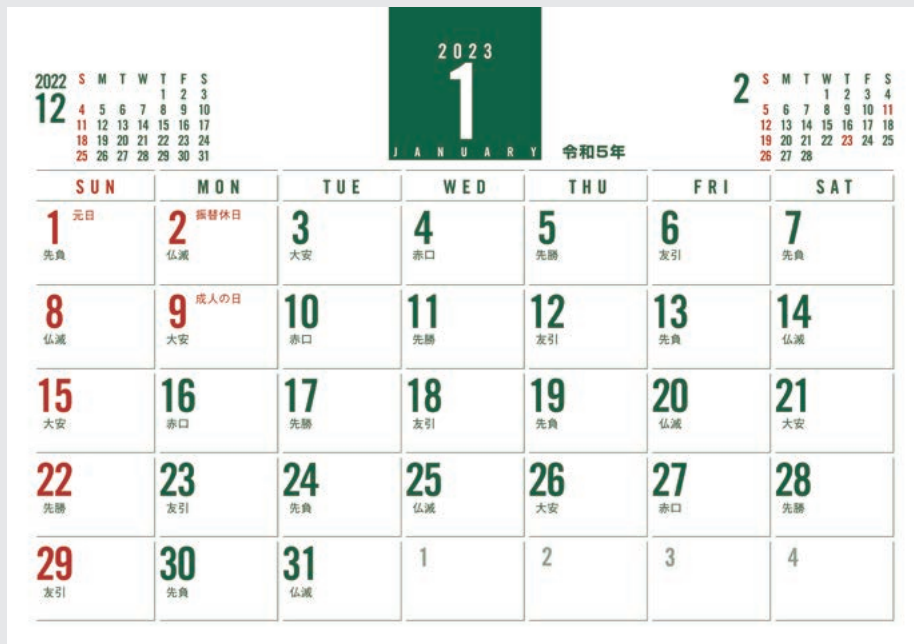 2023
1
JANUARY
令和5年
2022
12
S M T W T F S
1 2 3
4 5 6 7 8 9 10
11 12 13 14 15 16 17
18 19 20 21 22 23 24
25 26 27 28 29 30 31
2
S M T W T F S
1 2 3 4
5 6 7 8 9 10 11
12 13 14 15 16 17 18
19 20 21 22 23 24 25
26 27 28
SUN MON TUE WED THU FRI SAT
1 元日 2 振替休日 3 4 5 6 7
先負 仏滅 大安 赤口 先勝 友引 先負
8 9 成人の日 10 11 12 13 14
仏滅 大安 赤口 先勝 友引 先負 仏滅
15 16 17 18 19 20 21
大安 赤口 先勝 友引 先負 仏滅 大安
22 23 24 25 26 27 28
先勝 友引 先負 仏滅 大安 赤口 先勝
29 30 31 1 2 3 4
友引 先負 仏滅